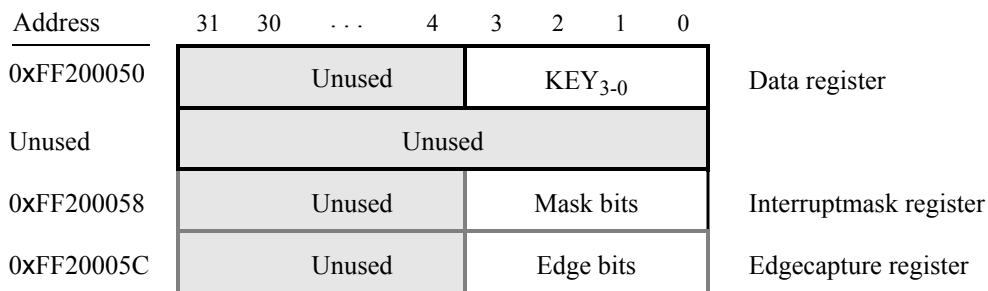 Address 31 30 . . . 4 3 2 1 0
0xFF200050 Unused KEY3-0 Data register
Unused Unused
0xFF200058 Unused Mask bits Interruptmask register
0xFF20005C Unused Edge bits Edgecapture register